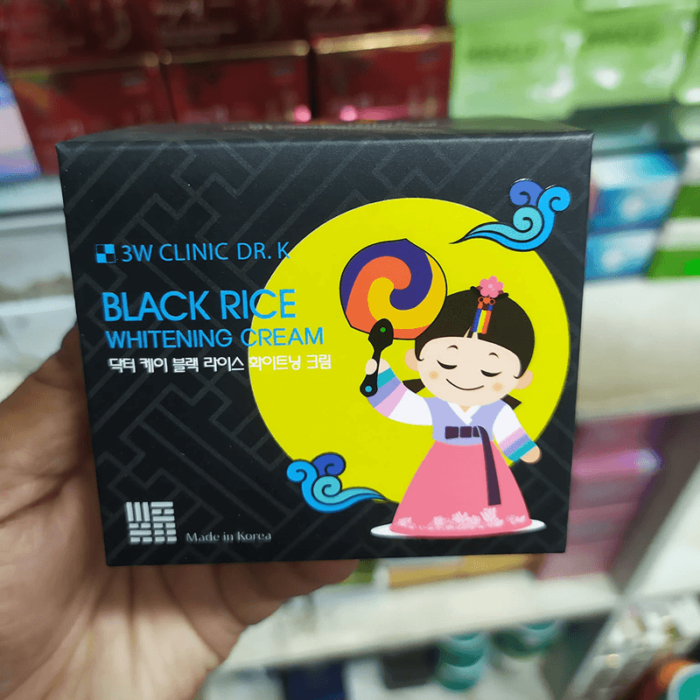 3W CLINIC DR. K
BLACK RICE
WHITENING CREAM
닥터 케이 블랙 라이스 화이트닝 크림
Made in Korea